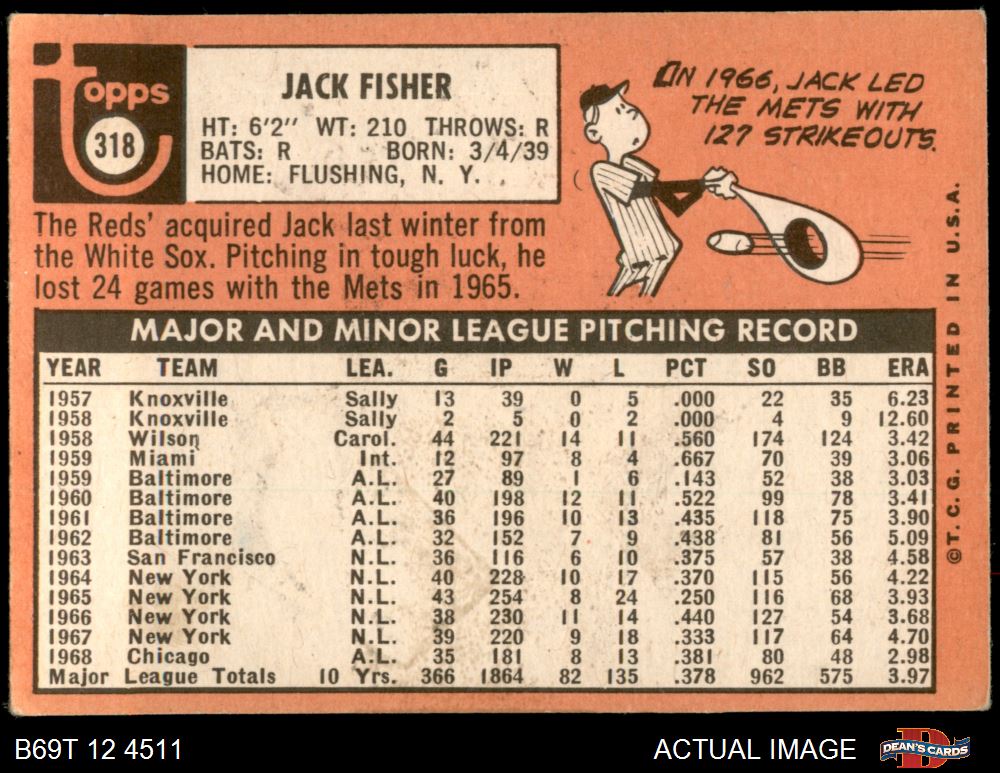 Topps
318
JACK FISHER
HT: 6'2" WT: 210 THROWS: R
BATS: R BORN: 3/4/39
HOME: FLUSHING, N. Y.
IN 1966, JACK LED
THE METS WITH
127 STRIKEOUTS.
The Reds' acquired Jack last winter from
the White Sox. Pitching in tough luck, he
lost 24 games with the Mets in 1965.
MAJOR AND MINOR LEAGUE PITCHING RECORD
YEAR TEAM LEA. G IP W L PCT SO BB ERA
1957 Knoxville Sally 13 39 0 5 .000 22 35 6.23
1958 Knoxville Sally 2 5 0 2 .000 4 9 12.60
1958 Wilson Carol. 44 221 14 11 .560 174 124 3.42
1959 Miami Int. 12 97 8 4 .667 70 39 3.06
1959 Baltimore A.L. 27 89 1 6 .143 52 38 3.03
1960 Baltimore A.L. 40 198 12 11 .522 99 78 3.41
1961 Baltimore A.L. 36 196 10 13 .435 118 75 3.90
1962 Baltimore A.L. 32 152 7 9 .438 81 56 5.09
1963 San Francisco N.L. 36 116 6 10 .375 57 38 4.58
1964 New York N.L. 40 228 10 17 .370 115 56 4.22
1965 New York N.L. 43 254 8 24 .250 116 68 3.93
1966 New York N.L. 38 230 11 14 .440 127 54 3.68
1967 New York N.L. 39 220 9 18 .333 117 64 4.70
1968 Chicago A.L. 35 181 8 13 .381 80 48 2.98
Major League Totals 10 Yrs. 366 1864 82 135 .378 962 575 3.97
©T. C. G. PRINTED IN U.S.A.
B69T 12 4511
ACTUAL IMAGE
DEAN'S CARDS